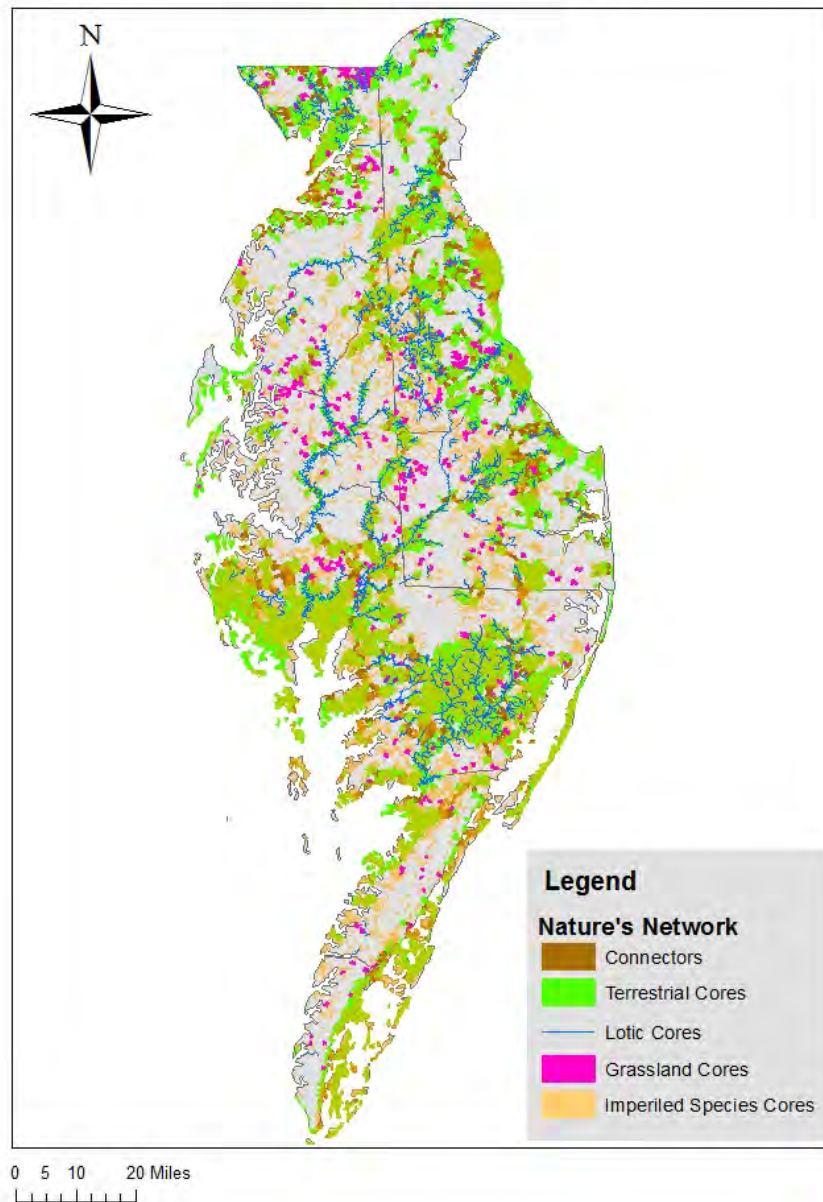 N
Legend
Nature's Network
Connectors
Terrestrial Cores
Lotic Cores
Grassland Cores
Imperiled Species Cores
0 5 10 20 Miles